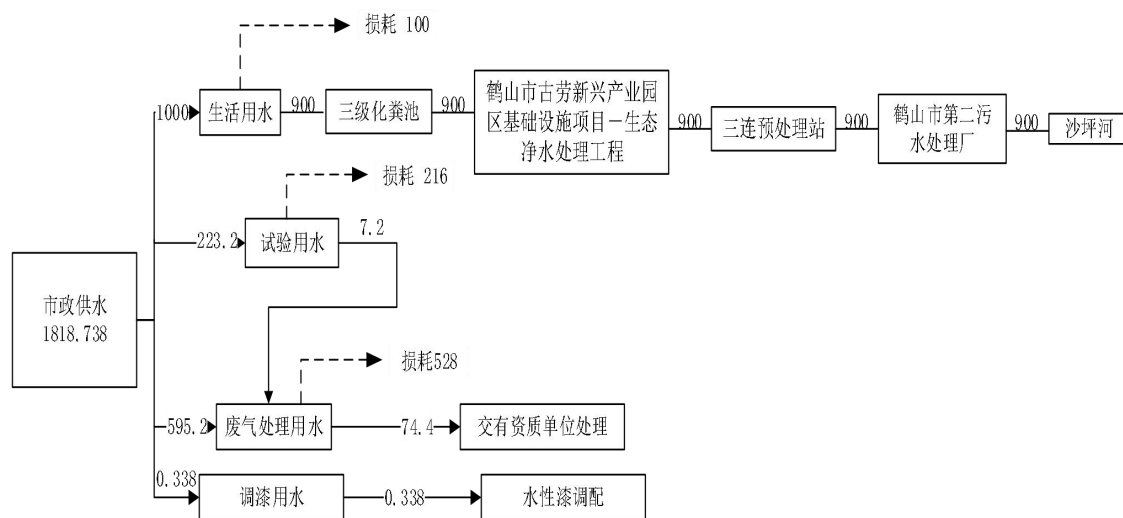 损耗 100
1000
生活用水
900
三级化粪池
900
鹤山市古劳新兴产业园
区基础设施项目－生态
净水处理工程
900
三连预处理站
900
鹤山市第二污
水处理厂
900
沙坪河
损耗 216
223.2
试验用水
7.2
市政供水
1818.738
损耗528
595.2
废气处理用水
74.4
交有资质单位处理
0.338
调漆用水
0.338
水性漆调配